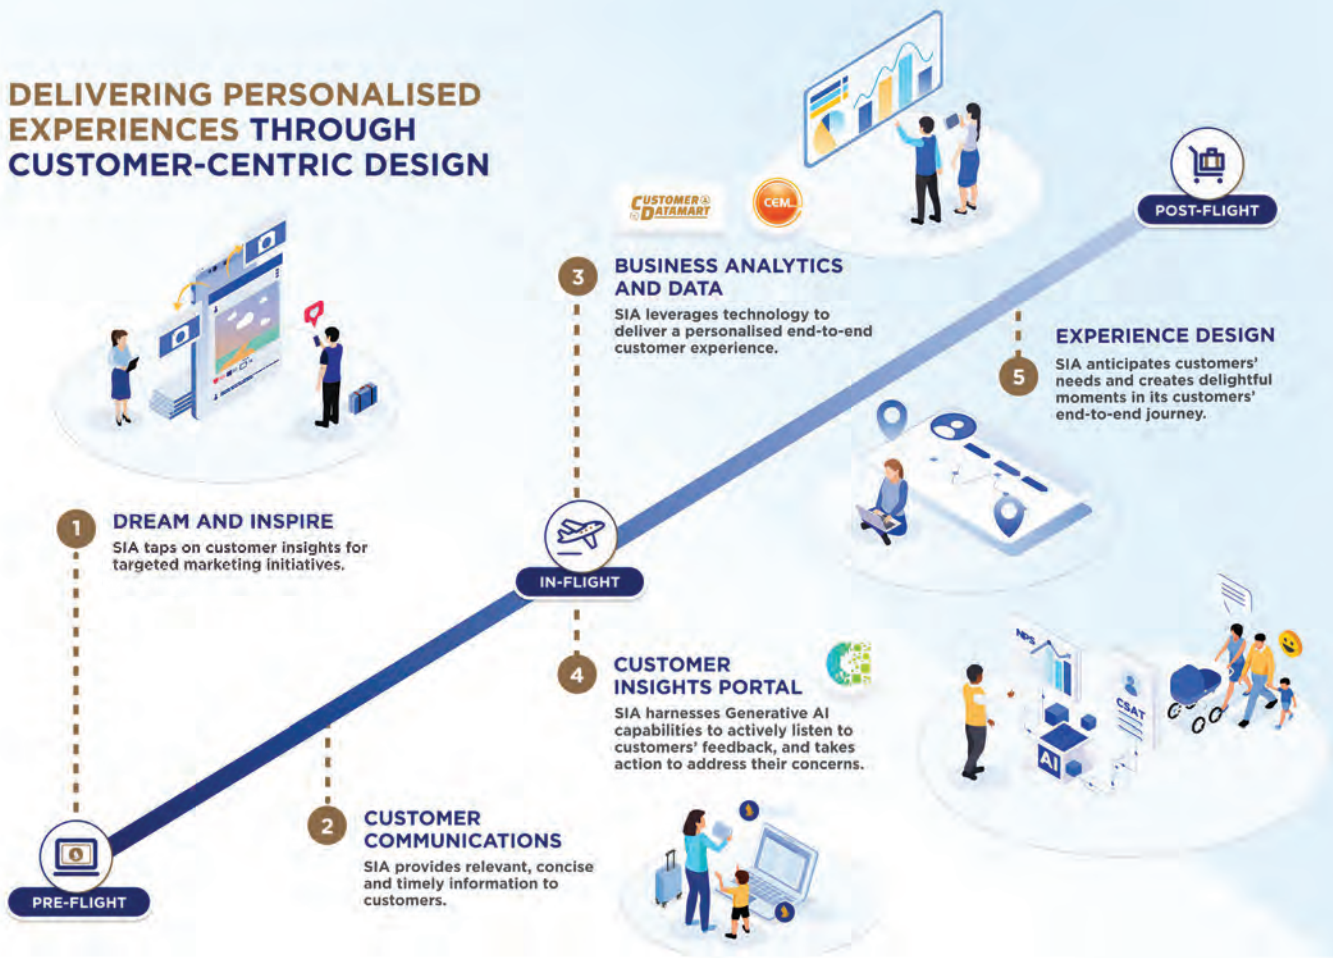 DELIVERING PERSONALISED
EXPERIENCES THROUGH
CUSTOMER-CENTRIC DESIGN
1
DREAM AND INSPIRE
SIA taps on customer insights for
targeted marketing initiatives.
PRE-FLIGHT
2
CUSTOMER
COMMUNICATIONS
SIA provides relevant, concise
and timely information to
customers.
CUSTOMER
DATAMART
CEM
3
BUSINESS ANALYTICS
AND DATA
SIA leverages technology to
deliver a personalised end-to-end
customer experience.
IN-FLIGHT
4
CUSTOMER
INSIGHTS PORTAL
SIA harnesses Generative AI
capabilities to actively listen to
customers' feedback, and takes
action to address their concerns.
NPS
CSAT
AI
POST-FLIGHT
5
EXPERIENCE DESIGN
SIA anticipates customers'
needs and creates delightful
moments in its customers'
end-to-end journey.